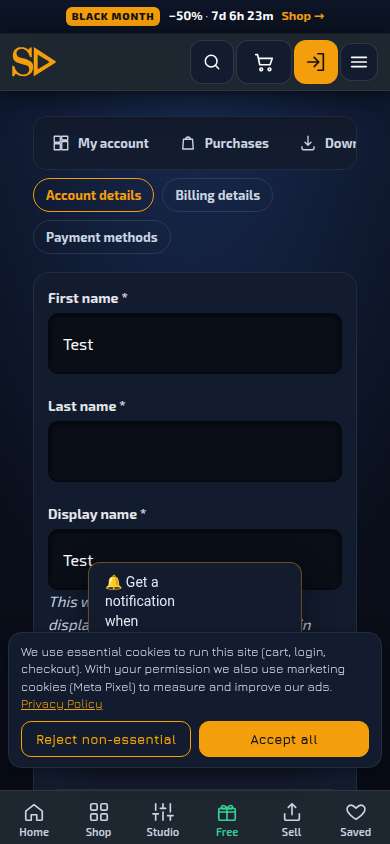 BLACK MONTH −50% · 7d 6h 23m Shop →
SD
My account Purchases Down
Account details Billing details
Payment methods
First name *
Test
Last name *
Display name *
Test
🔔 Get a
notification
when
This w
displa in
We use essential cookies to run this site (cart, login,
checkout). With your permission we also use marketing
cookies (Meta Pixel) to measure and improve our ads.
Privacy Policy
Reject non-essential Accept all
Home Shop Studio Free Sell Saved